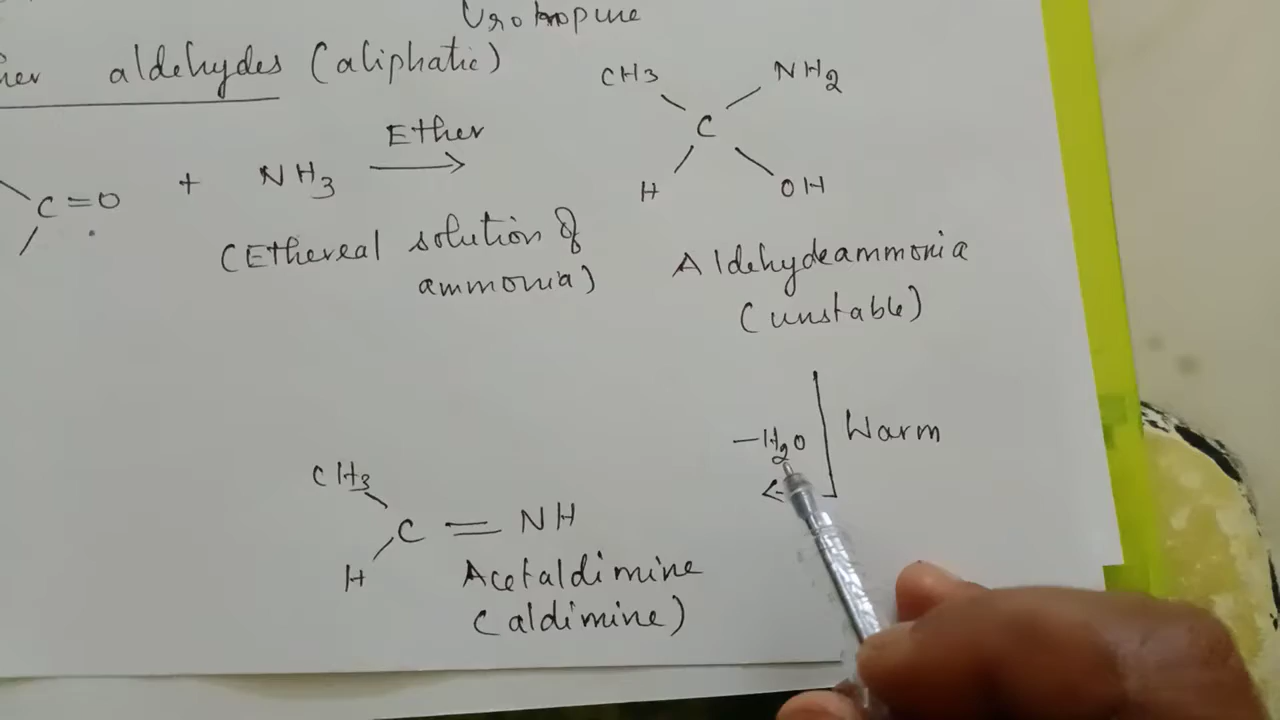 Urotropine
her aldehydes (aliphatic)
CH3 NH2
C
H OH
C=O + NH3 Ether
(Ethereal solution of
ammonia)
Aldehydeammonia
(unstable)
-H2O Warm
CH3
C = NH
H
Acetaldimine
(aldimine)